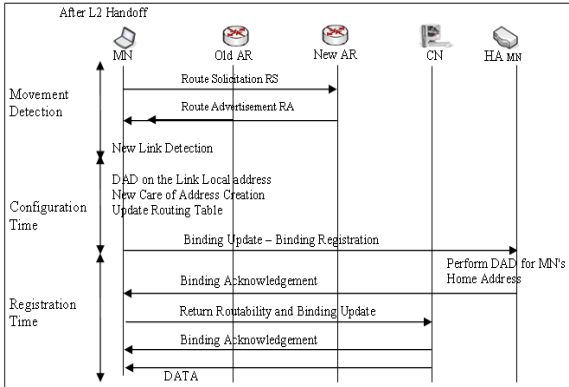 After L2 Handoff
MN
Old AR
New AR
CN
HA MN
Route Solicitation RS
Movement
Detection
Route Advertisement RA
New Link Detection
DAD on the Link Local address
New Care of Address Creation
Update Routing Table
Configuration
Time
Binding Update – Binding Registration
Perform DAD for MN's
Home Address
Binding Acknowledgement
Registration
Time
Return Routability and Binding Update
Binding Acknowledgement
DATA